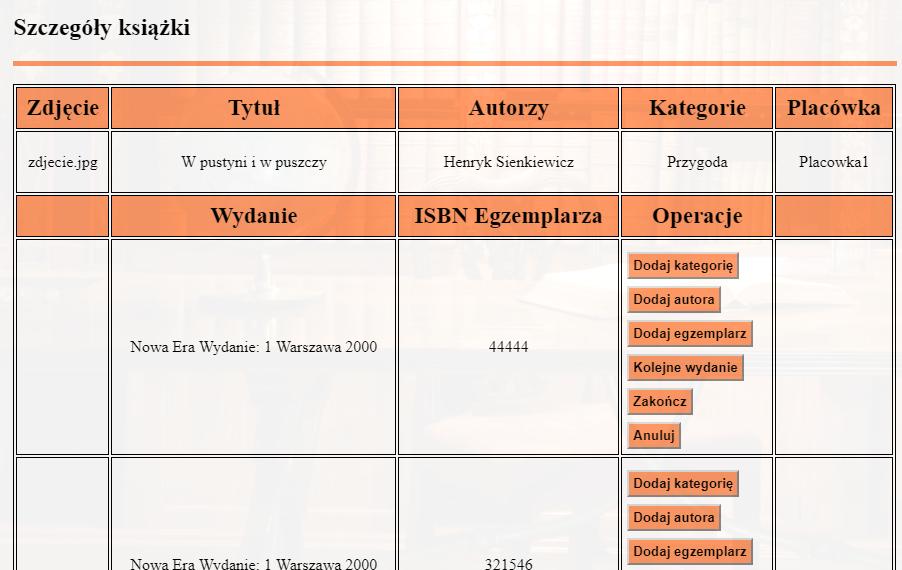 Szczegóły książki
Zdjęcie Tytuł Autorzy Kategorie Placówka
zdjecie.jpg W pustyni i w puszczy Henryk Sienkiewicz Przygoda Placowka1
Wydanie ISBN Egzemplarza Operacje
Dodaj kategorię
Dodaj autora
Dodaj egzemplarz
Nowa Era Wydanie: 1 Warszawa 2000 44444
Kolejne wydanie
Zakończ
Anuluj
Dodaj kategorię
Dodaj autora
Dodaj egzemplarz
Nowa Era Wydanie: 1 Warszawa 2000 321546